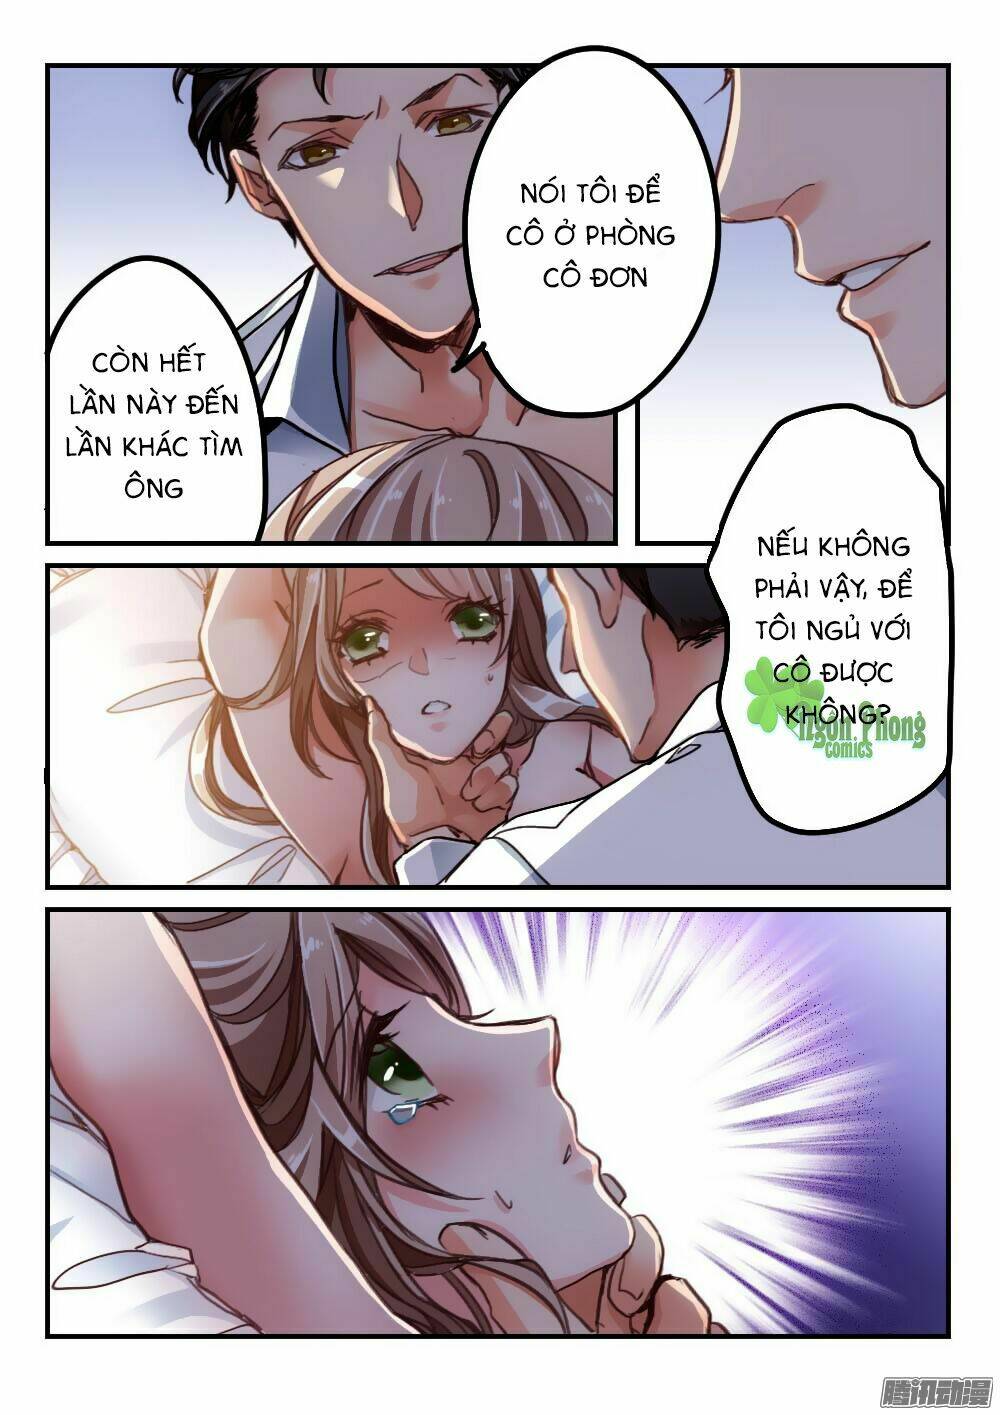 CÒN HẾT
LẦN NÀY ĐẾN
LẦN KHÁC TÌM
ÔNG
NÓI TÔI ĐỂ
CÔ Ở PHÒNG
CÔ ĐƠN
NẾU KHÔNG
PHẢI VẬY, ĐỂ
TÔI NGỦ VỚI
CÔ ĐƯỢC
KHÔNG?
Ngôn Phong
comics
腾讯动漫